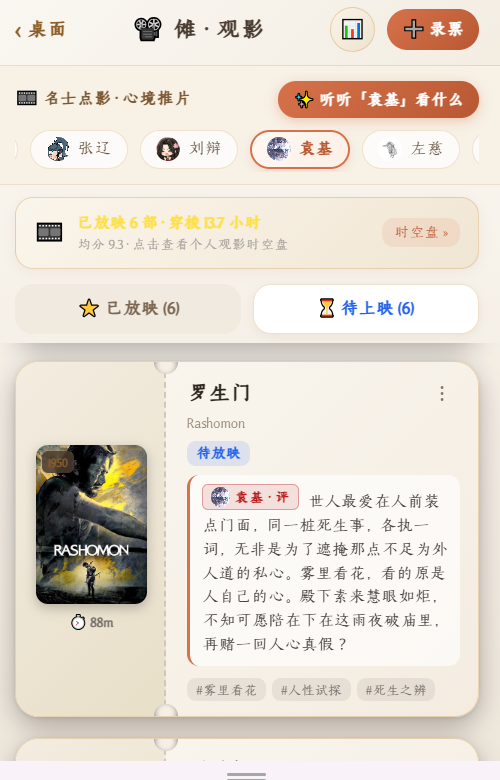 ‹ 桌面
傩·观影
录票
名士点影·心境推片
听听「袁基」看什么
张辽
刘辩
袁基
左慈
已放映 6 部·穿梭 13.7 小时
均分 9.3·点击查看个人观影时空盘
时空盘 »
已放映 (6)
待上映 (6)
罗生门
Rashomon
待放映
1950
RASHOMON
88m
袁基·评 世人最爱在人前装
点门面，同一桩死生事，各执一
词，无非是为了遮掩那点不足为外
人道的私心。雾里看花，看的原是
人自己的心。殿下素来慧眼如炬，
不知可愿陪在下在这雨夜破庙里，
再赌一回人心真假？
#雾里看花 #人性试探 #死生之辨